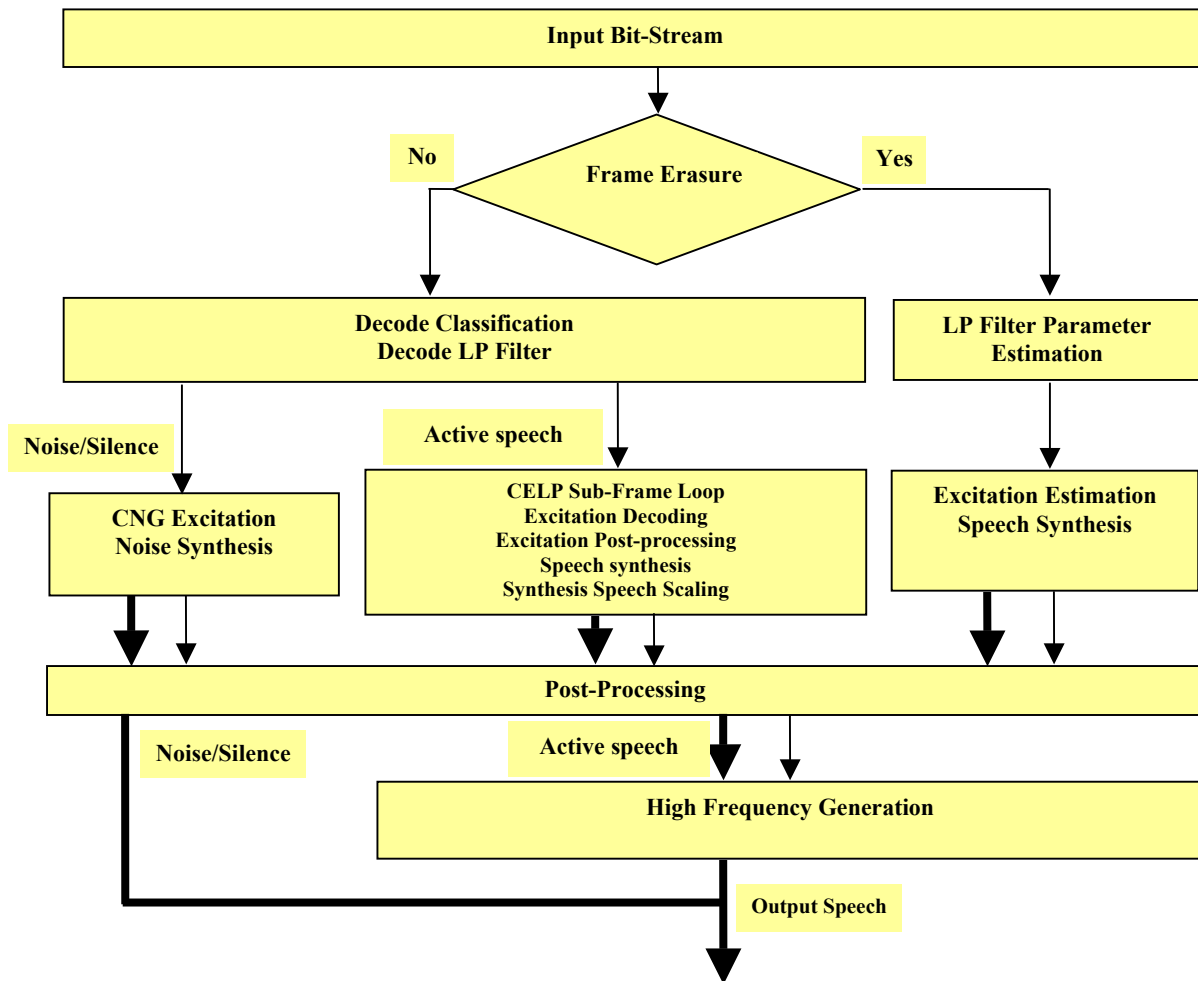 Input Bit-Stream
No
Yes
Frame Erasure
Decode Classification
Decode LP Filter
LP Filter Parameter
Estimation
Noise/Silence
Active speech
CNG Excitation
Noise Synthesis
CELP Sub-Frame Loop
Excitation Decoding
Excitation Post-processing
Speech synthesis
Synthesis Speech Scaling
Excitation Estimation
Speech Synthesis
Post-Processing
Noise/Silence
Active speech
High Frequency Generation
Output Speech